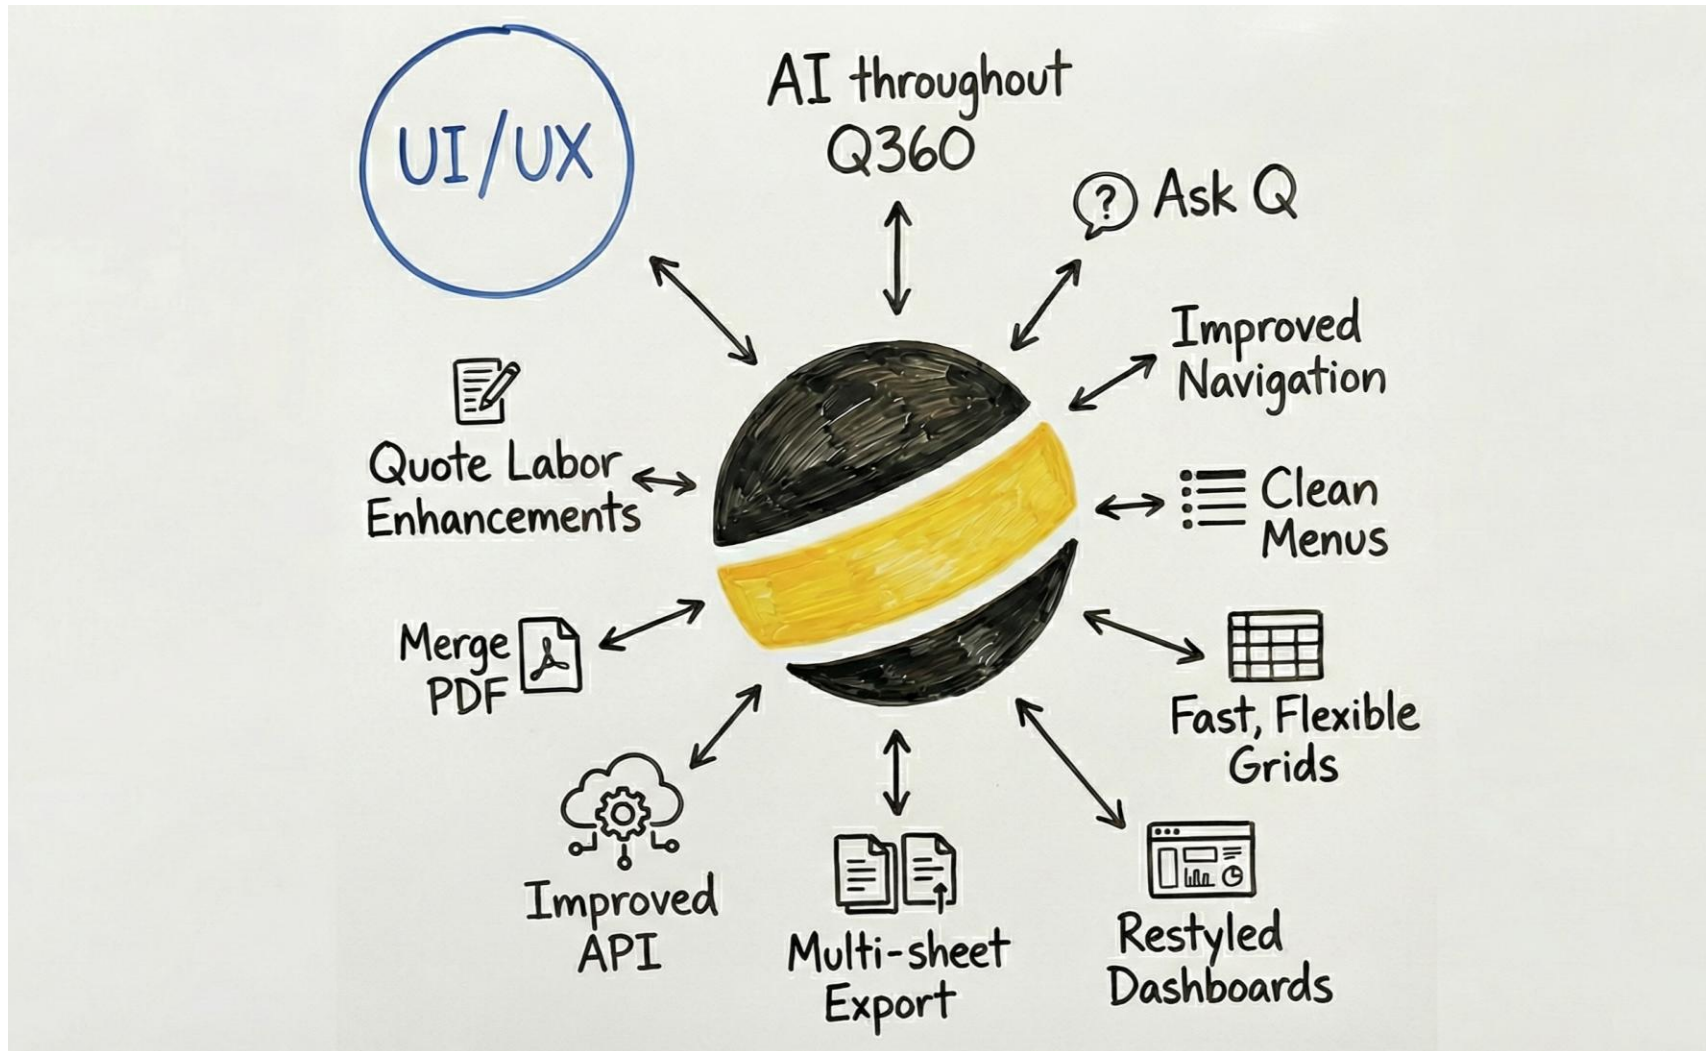 UI/UX
AI throughout
Q360
? Ask Q
Improved
Navigation
Clean
Menus
Fast, Flexible
Grids
Restyled
Dashboards
Multi-sheet
Export
Improved
API
Merge
PDF
Quote Labor
Enhancements